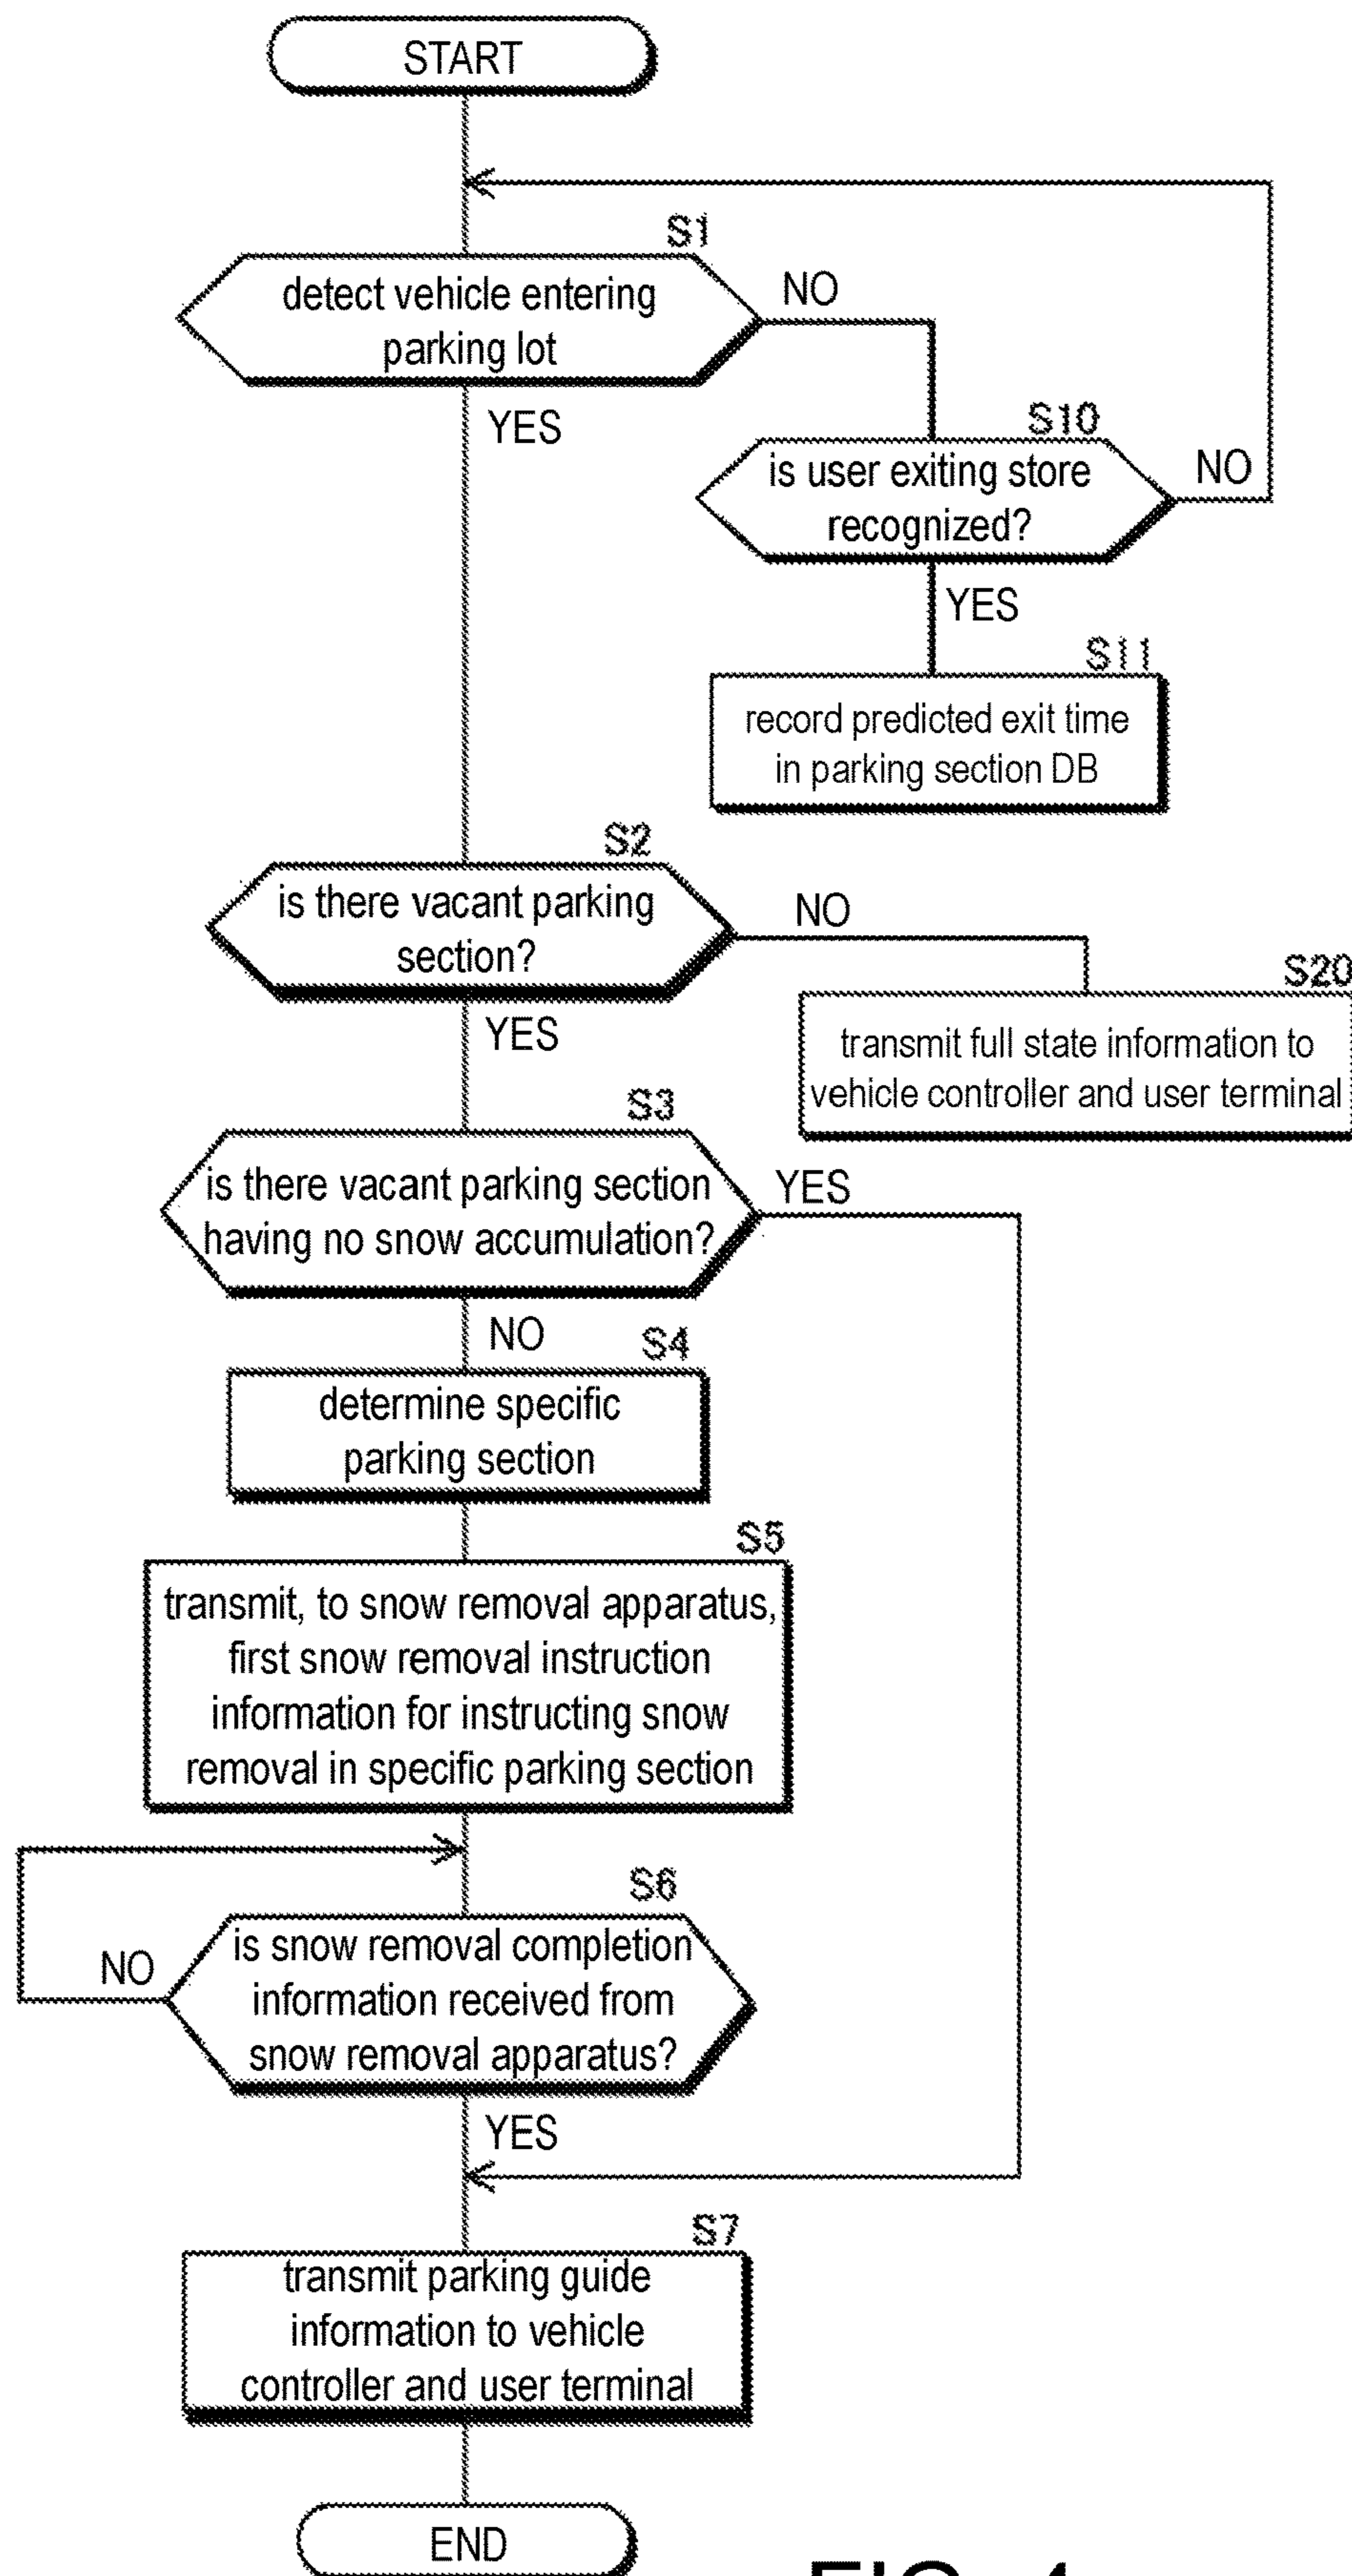 START
S1
detect vehicle entering
parking lot
NO
YES
S10
is user exiting store
recognized?
NO
YES
S11
record predicted exit time
in parking section DB
S2
is there vacant parking
section?
NO
YES
S20
transmit full state information to
vehicle controller and user terminal
S3
is there vacant parking section
having no snow accumulation?
YES
NO
S4
determine specific
parking section
S5
transmit, to snow removal apparatus,
first snow removal instruction
information for instructing snow
removal in specific parking section
S6
is snow removal completion
information received from
snow removal apparatus?
NO
YES
S7
transmit parking guide
information to vehicle
controller and user terminal
END